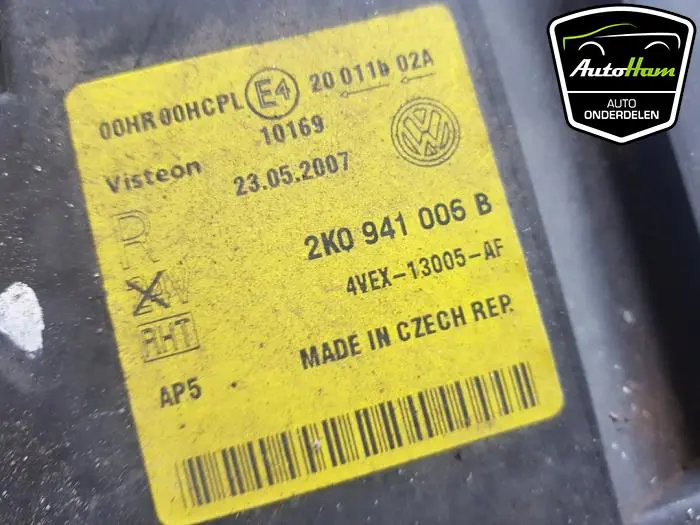 00HR 00HCPL E4 20 011b 02A
10169
Visteon
23.05.2007
2K0 941 006 B
4VEX-13005-AF
R
RHT
MADE IN CZECH REP.
AP5
AutoHam
AUTO
ONDERDELEN